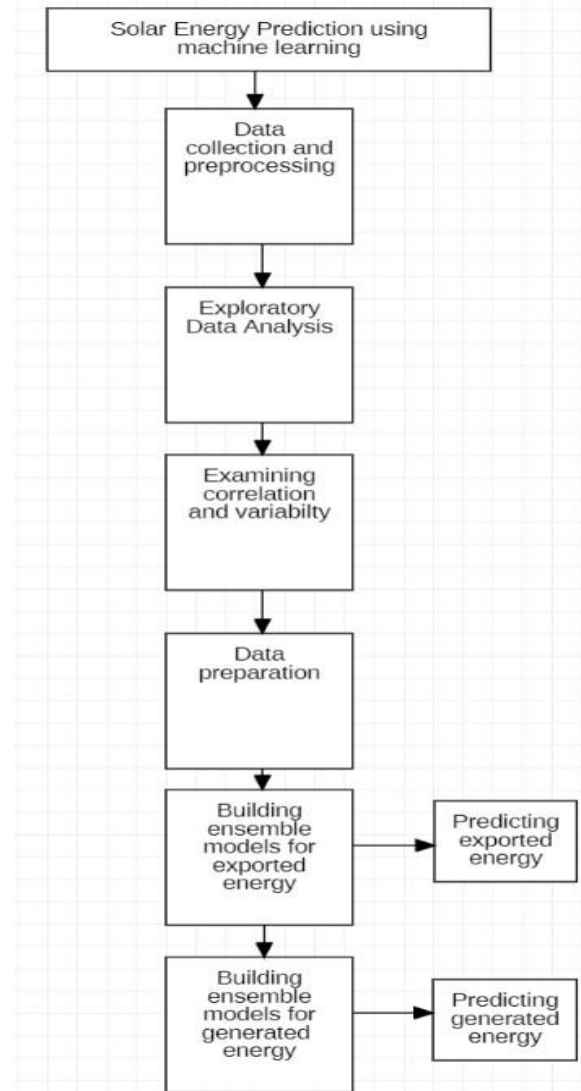 Solar Energy Prediction using
machine learning
Data
collection and
preprocessing
Exploratory
Data Analysis
Examining
correlation
and variabilty
Data
preparation
Building
ensemble
models for
exported
energy
Predicting
exported
energy
Building
ensemble
models for
generated
energy
Predicting
generated
energy